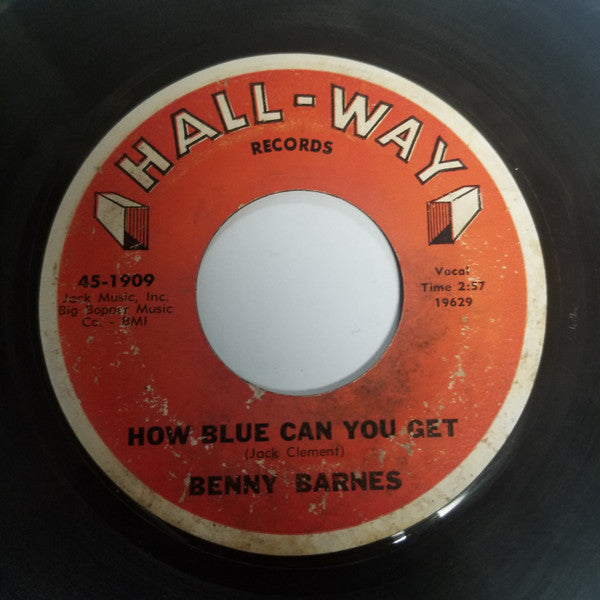 HALL-WAY
RECORDS
45-1909
Jack Music, Inc.
Big Bopper Music
Co. - BMI
Vocal
Time 2:57
19629
HOW BLUE CAN YOU GET
(Jack Clement)
BENNY BARNES